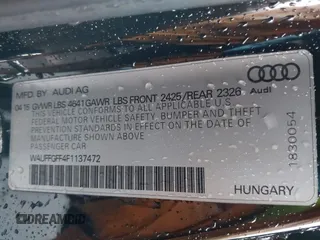 MFD. BY AUDI AG
04 15 GVWR LBS 4641 GAWR LBS FRONT 2425/REAR 2326
Audi
THIS VEHICLE CONFORMS TO ALL APPLICABLE U.S.
FEDERAL MOTOR VEHICLE SAFETY, BUMPER, AND THEFT
PREVENTION STANDARDS IN EFFECT ON THE DATE OF
MANUFACTURE SHOWN ABOVE
PASSENGER CAR
WAUFFGFF4F1137472
HUNGARY
1830054